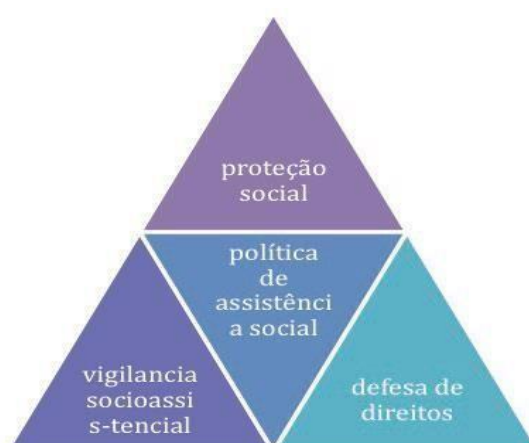 proteção
social
política
de
assistênci
a social
vigilancia
socioassi
s-tencial
defesa de
direitos